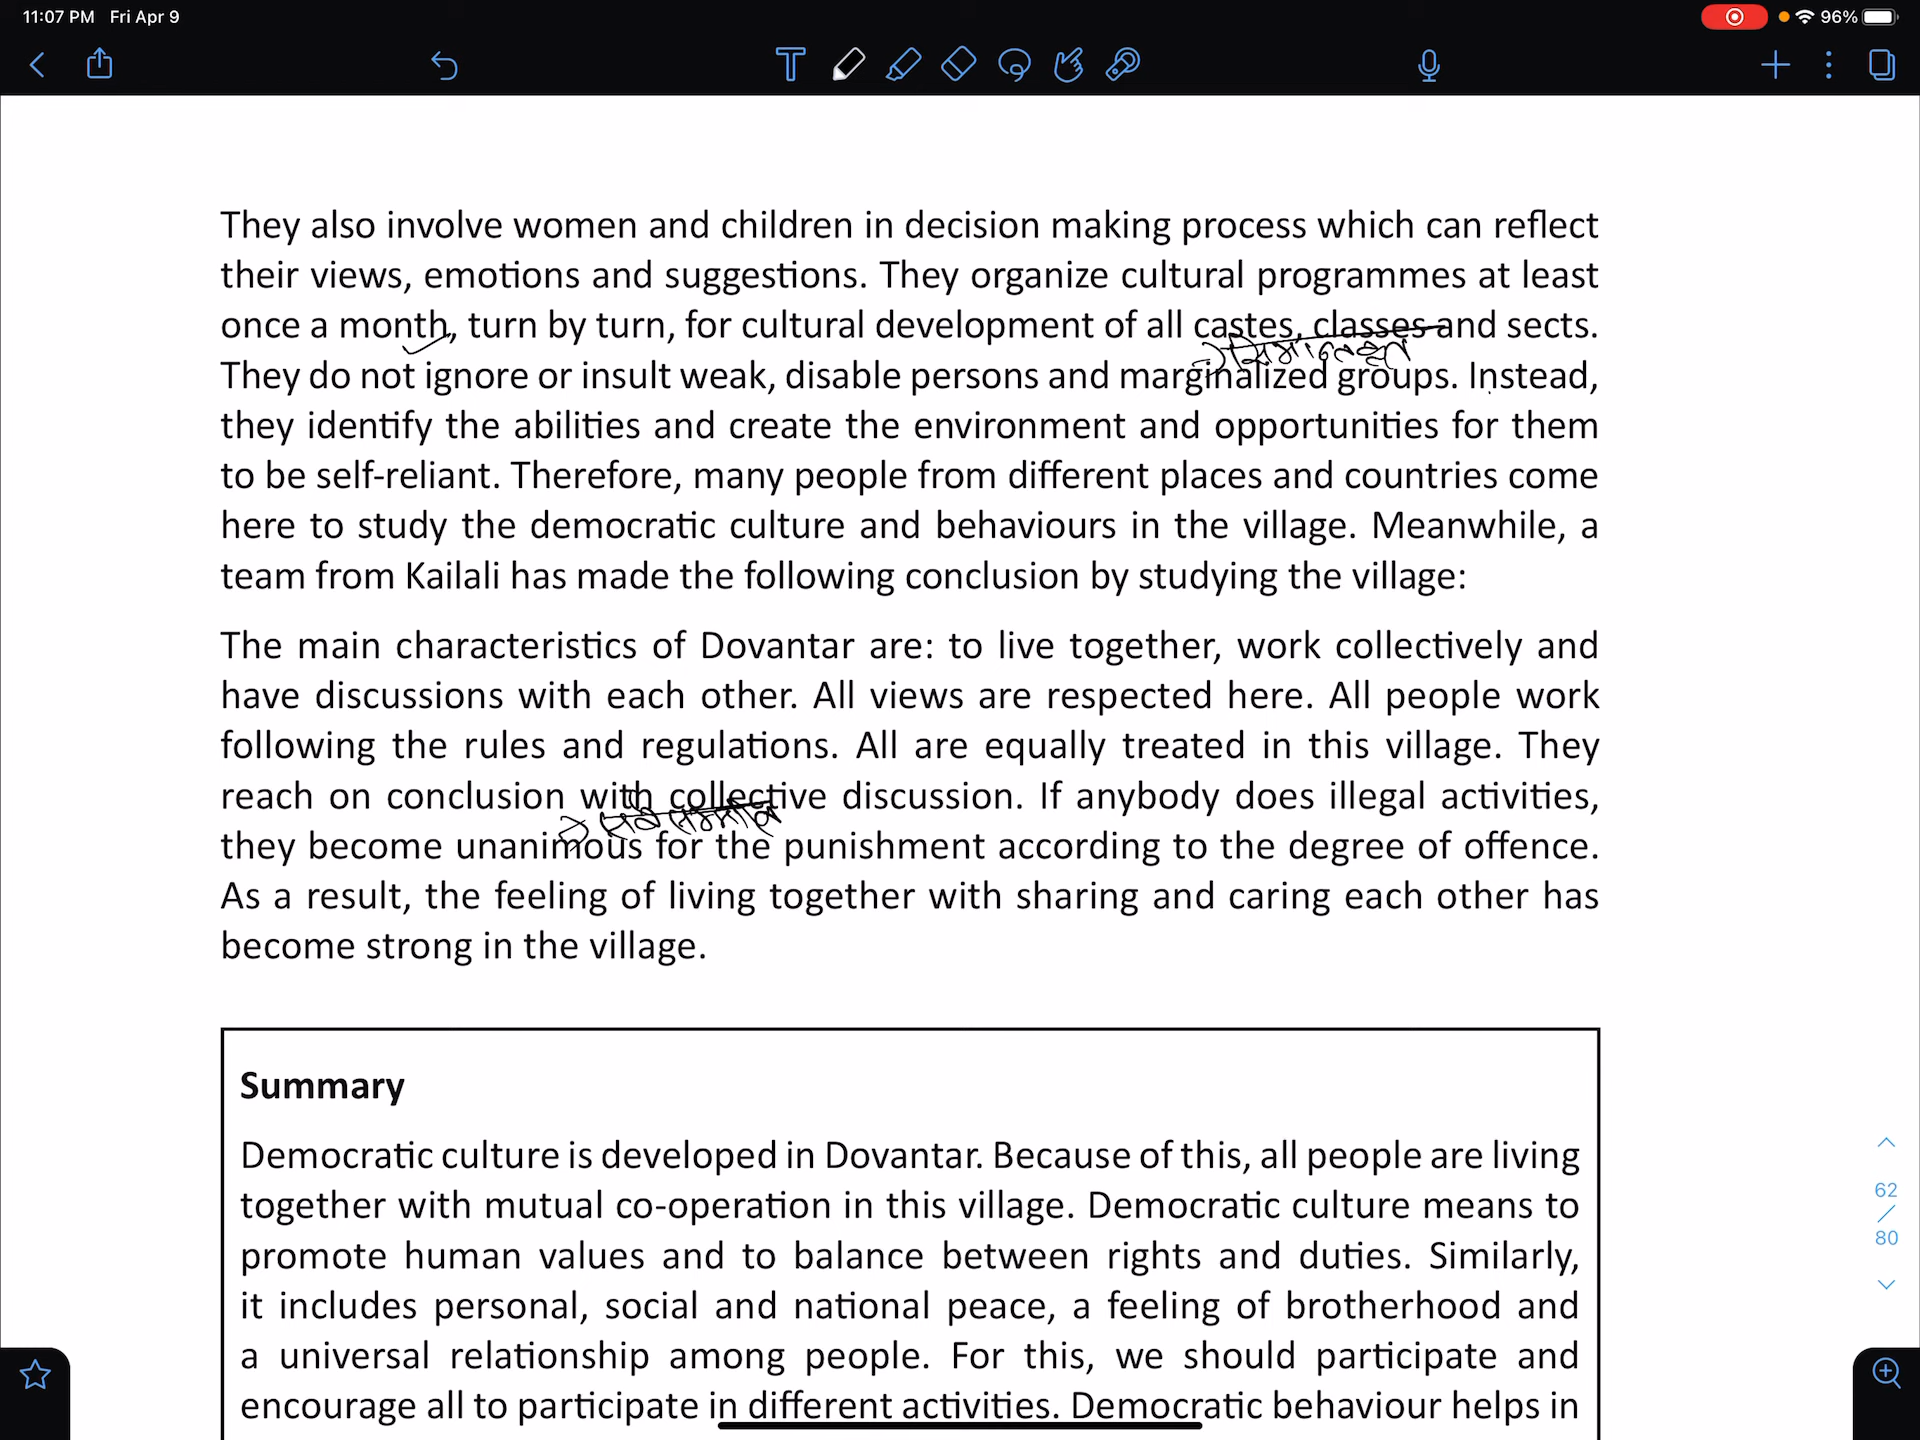 11:07 PM Fri Apr 9
96%
They also involve women and children in decision making process which can reflect
their views, emotions and suggestions. They organize cultural programmes at least
once a month, turn by turn, for cultural development of all castes, classes and sects.
They do not ignore or insult weak, disable persons and marginalized groups. Instead,
they identify the abilities and create the environment and opportunities for them
to be self-reliant. Therefore, many people from different places and countries come
here to study the democratic culture and behaviours in the village. Meanwhile, a
team from Kailali has made the following conclusion by studying the village:
The main characteristics of Dovantar are: to live together, work collectively and
have discussions with each other. All views are respected here. All people work
following the rules and regulations. All are equally treated in this village. They
reach on conclusion with collective discussion. If anybody does illegal activities,
they become unanimous for the punishment according to the degree of offence.
As a result, the feeling of living together with sharing and caring each other has
become strong in the village.
Summary
Democratic culture is developed in Dovantar. Because of this, all people are living
together with mutual co-operation in this village. Democratic culture means to
promote human values and to balance between rights and duties. Similarly,
it includes personal, social and national peace, a feeling of brotherhood and
a universal relationship among people. For this, we should participate and
encourage all to participate in different activities. Democratic behaviour helps in
62
/
80